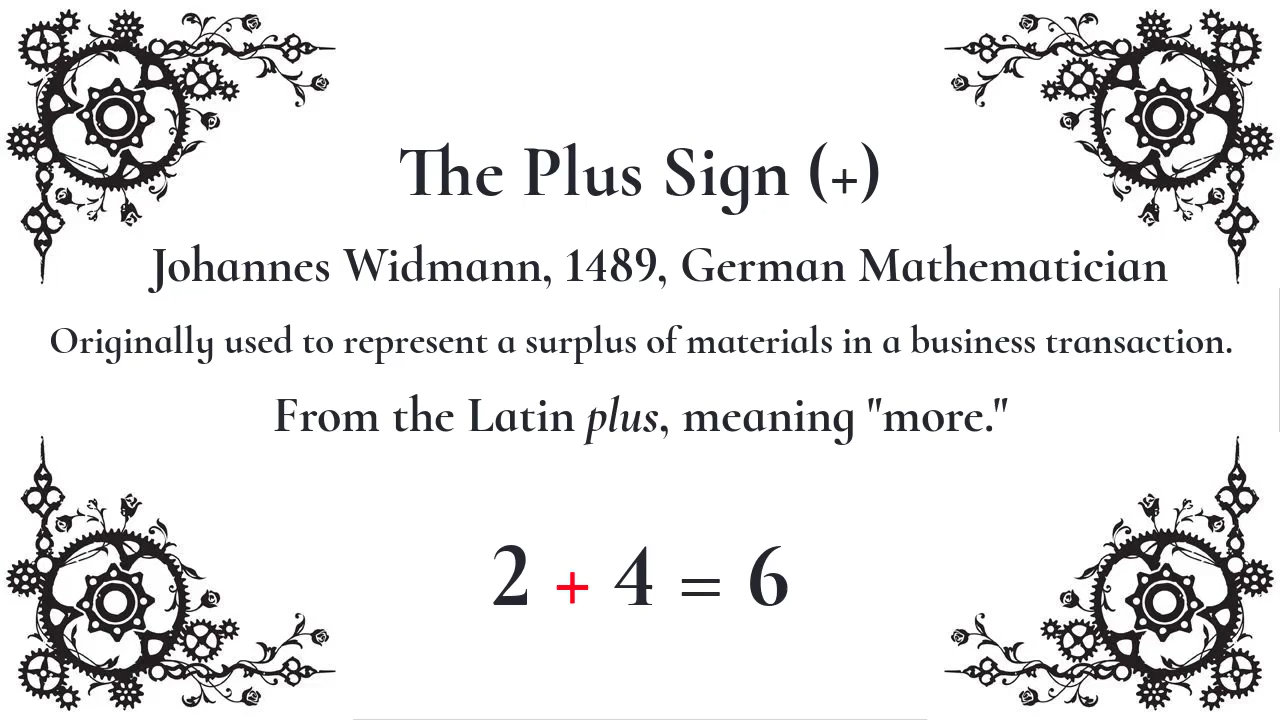 The Plus Sign (+)
Johannes Widmann, 1489, German Mathematician
Originally used to represent a surplus of materials in a business transaction.
From the Latin plus, meaning "more."
2 + 4 = 6